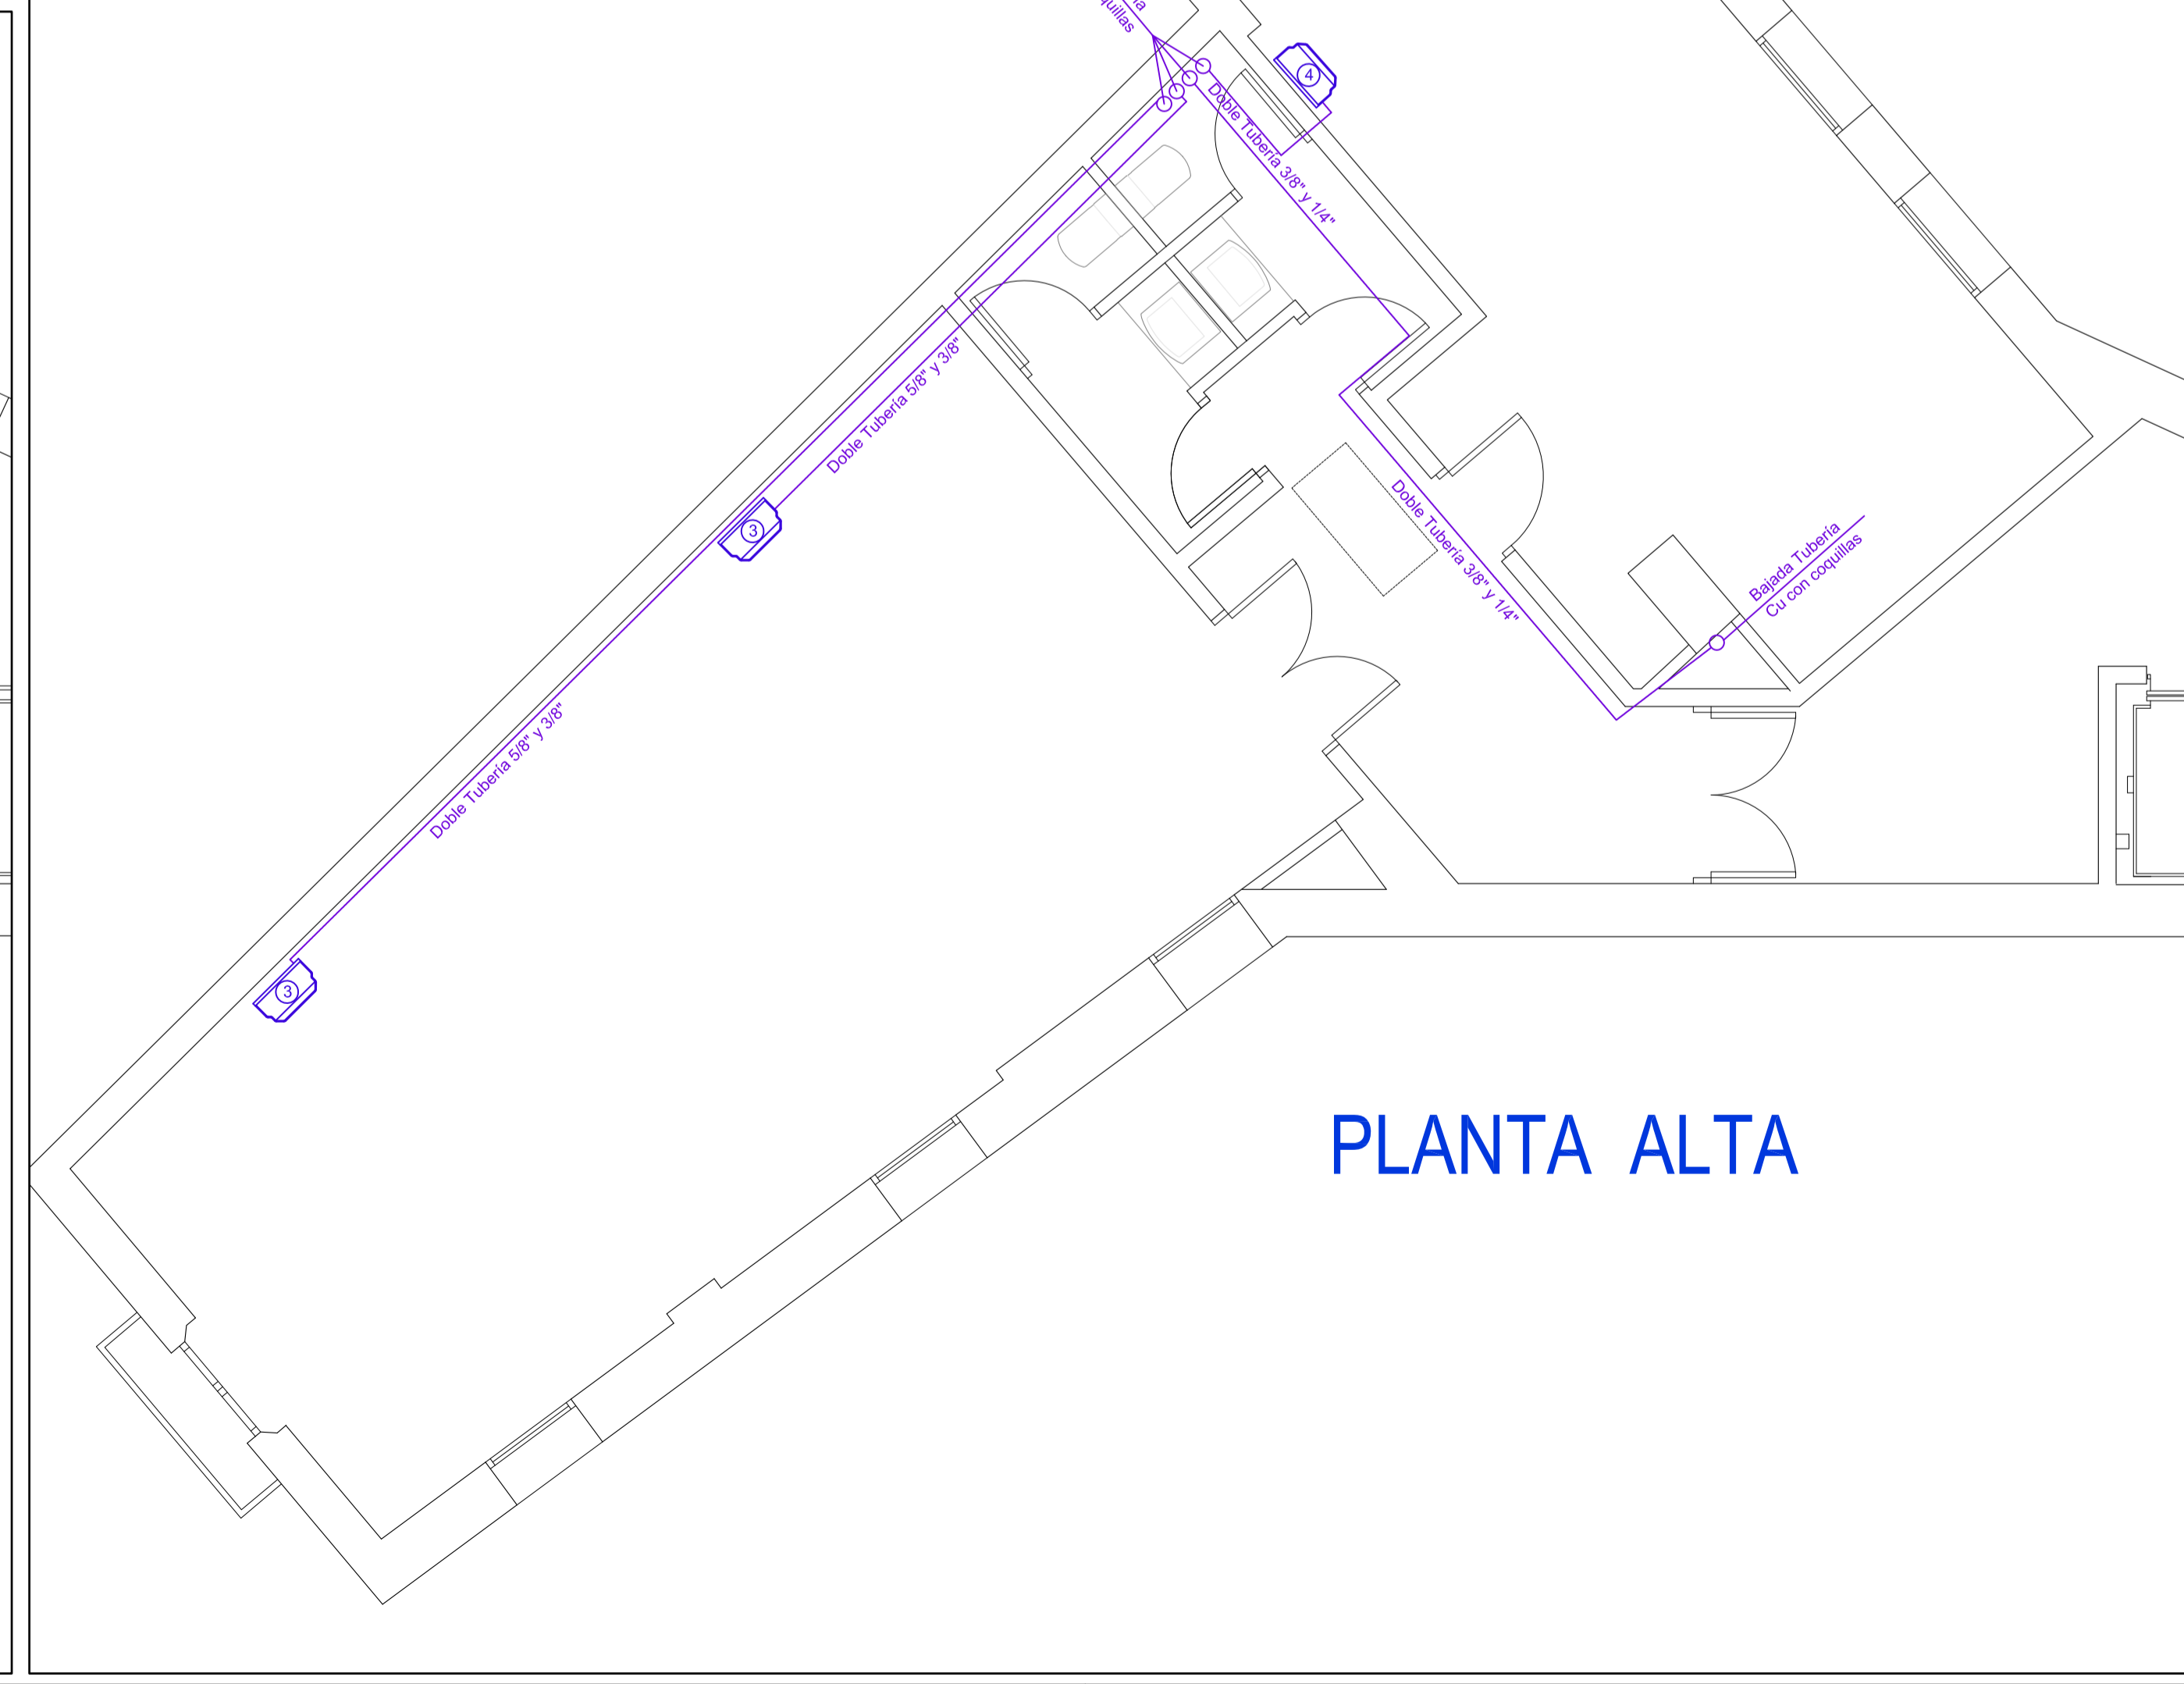 coquillas
4
Doble Tubería 3/8" y 1/4"
Doble Tubería 5/8" y 3/8"
3
Doble Tubería 3/8" y 1/4"
Bajada Tubería
Cu con coquillas
Doble Tubería 5/8" y 3/8"
3
PLANTA ALTA